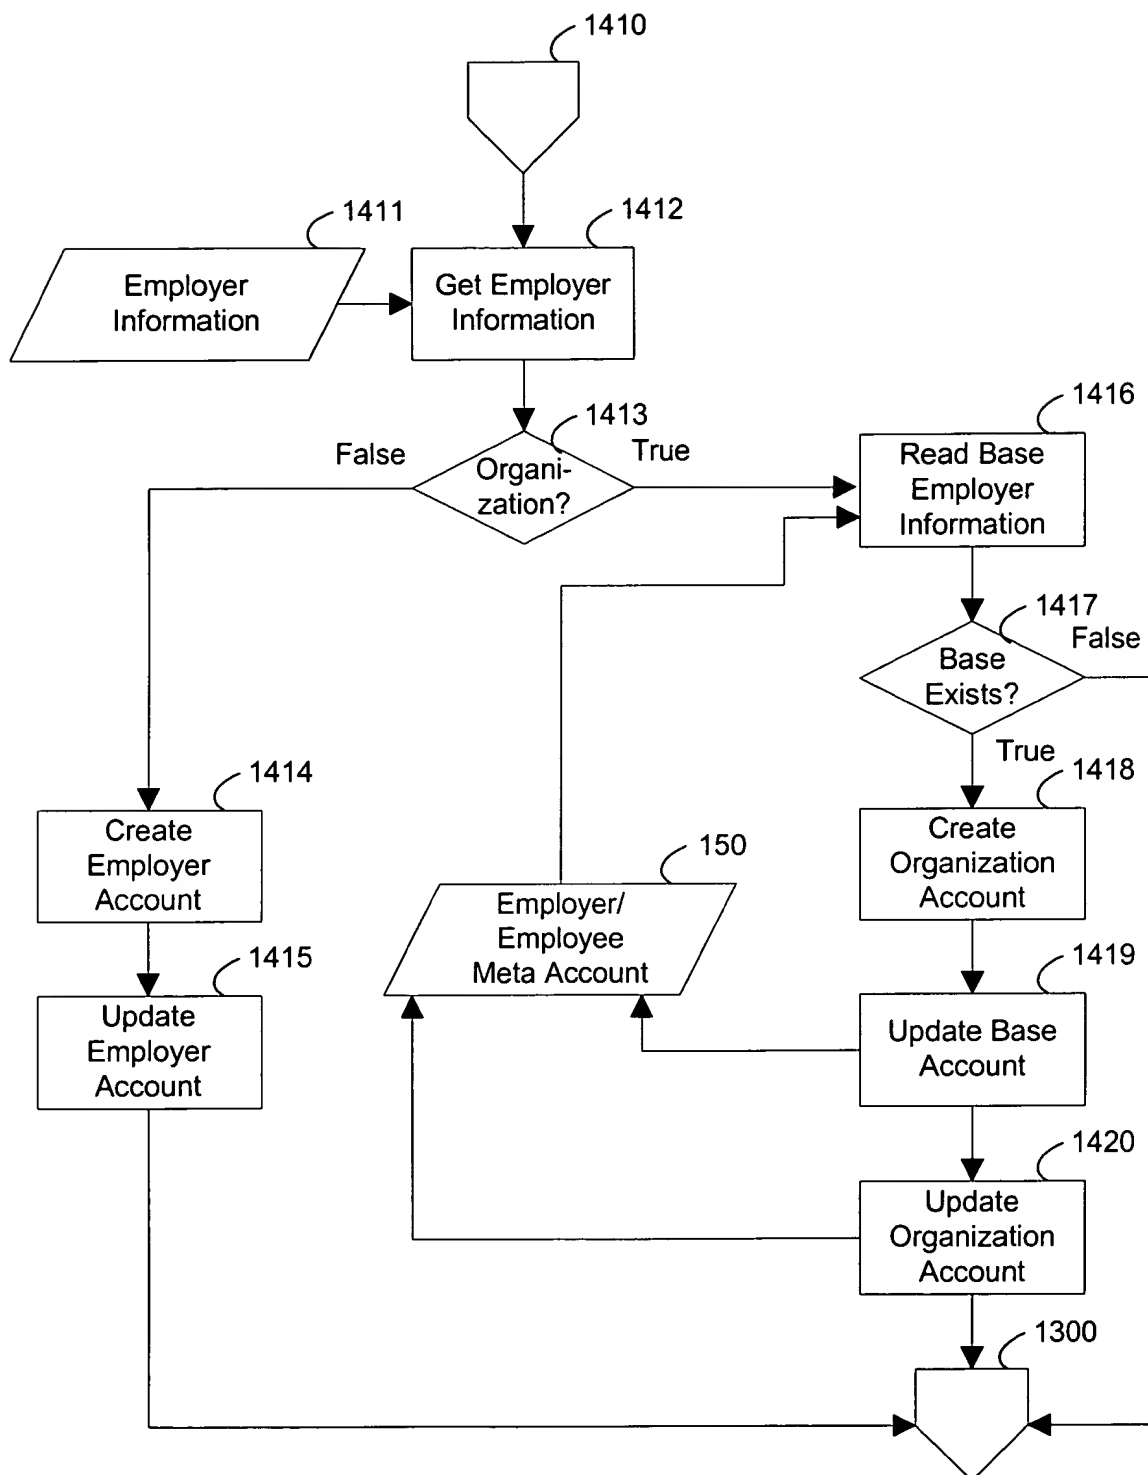 1410
1411
1412
Employer
Information
Get Employer
Information
1413
1416
False
True
Organi-
zation?
Read Base
Employer
Information
1417
False
Base
Exists?
True
1414
1418
Create
Employer
Account
Create
Organization
Account
150
Employer/
Employee
Meta Account
1415
1419
Update
Employer
Account
Update Base
Account
1420
Update
Organization
Account
1300